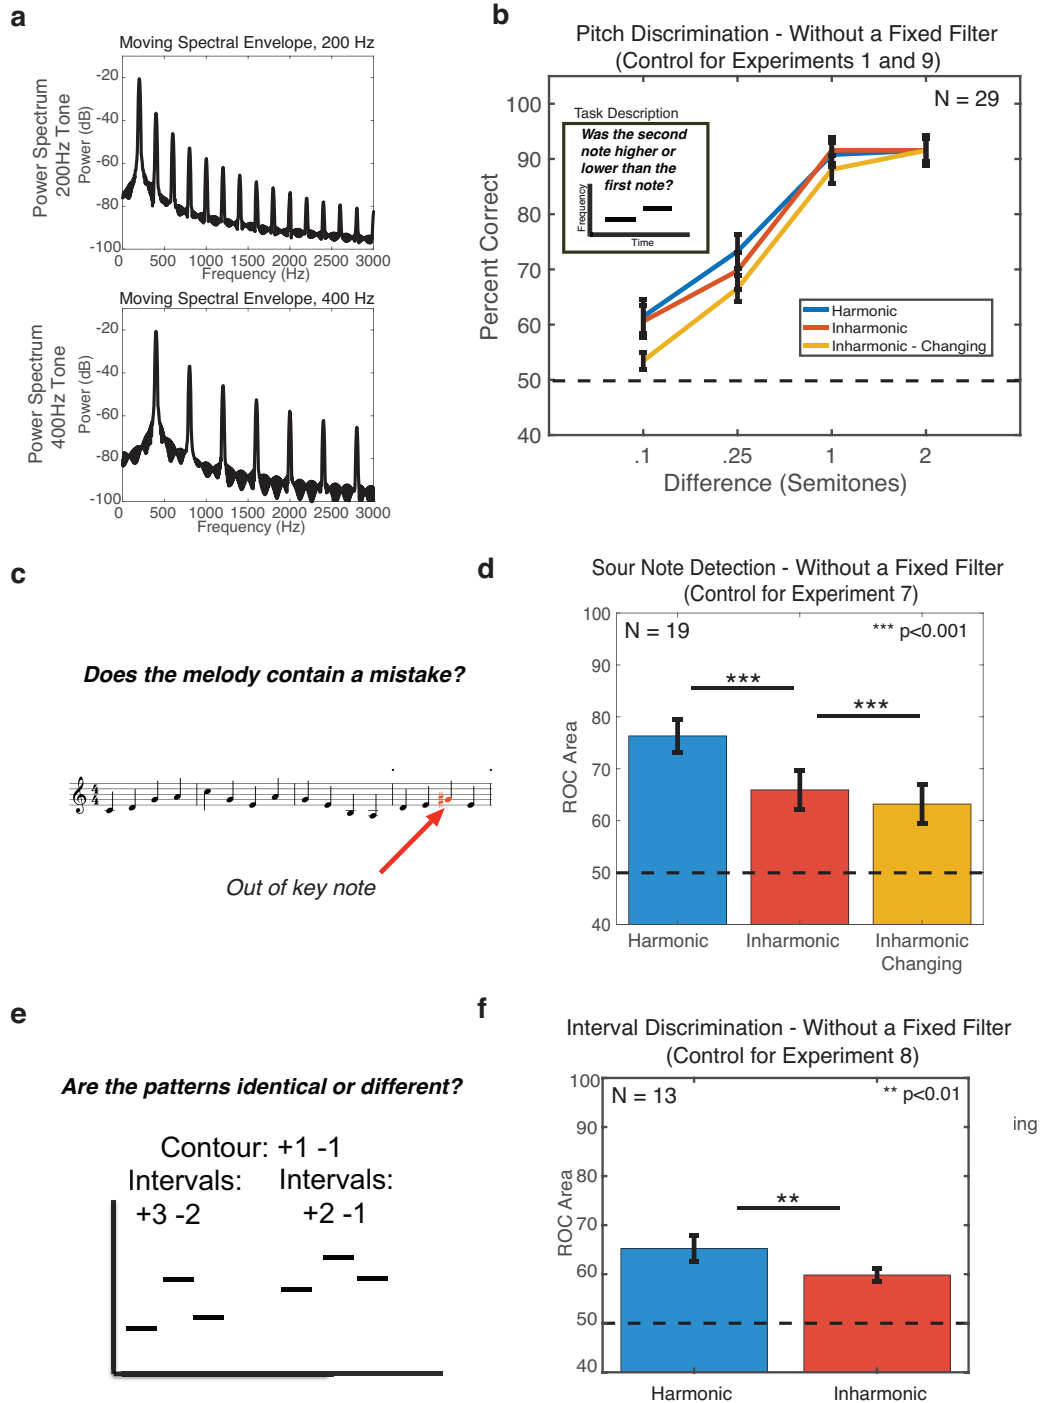 a
Moving Spectral Envelope, 200 Hz
Power Spectrum
200Hz Tone
Power (dB)
-20
-40
-60
-80
-100
0 500 1000 1500 2000 2500 3000
Frequency (Hz)
Moving Spectral Envelope, 400 Hz
Power Spectrum
400Hz Tone
Power (dB)
-20
-40
-60
-80
-100
0 500 1000 1500 2000 2500 3000
Frequency (Hz)
b
Pitch Discrimination - Without a Fixed Filter
(Control for Experiments 1 and 9)
N = 29
Task Description
Was the second
note higher or
lower than the
first note?
Frequency
Time
Percent Correct
100
90
80
70
60
50
40
Harmonic
Inharmonic
Inharmonic - Changing
.1 .25 1 2
Difference (Semitones)
c
Does the melody contain a mistake?
4
4
Out of key note
d
Sour Note Detection - Without a Fixed Filter
(Control for Experiment 7)
N = 19
*** p<0.001
***
***
ROC Area
100
90
80
70
60
50
40
Harmonic
Inharmonic
Inharmonic
Changing
e
Are the patterns identical or different?
Contour: +1 -1
Intervals:
+3 -2
Intervals:
+2 -1
f
Interval Discrimination - Without a Fixed Filter
(Control for Experiment 8)
N = 13
** p<0.01
**
ROC Area
100
90
80
70
60
50
40
Harmonic
Inharmonic
ing